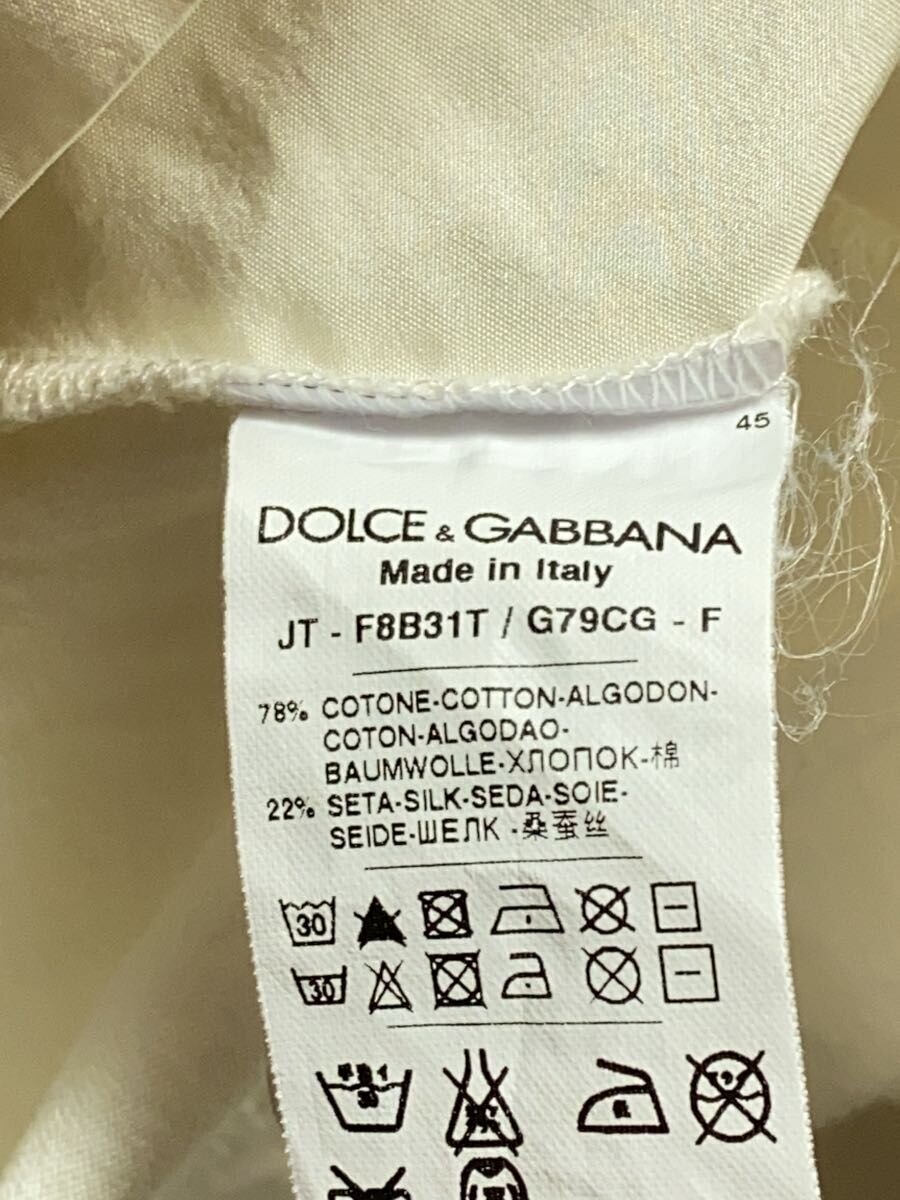 45
DOLCE & GABBANA
Made in Italy
JT - F8B31T / G79CG - F
78% COTONE-COTTON-ALGODON-
COTON-ALGODAO-
BAUMWOLLE-ХЛОПОК-棉
22% SETA-SILK-SEDA-SOIE-
SEIDE-ШЕЛК -桑蚕丝
30
30